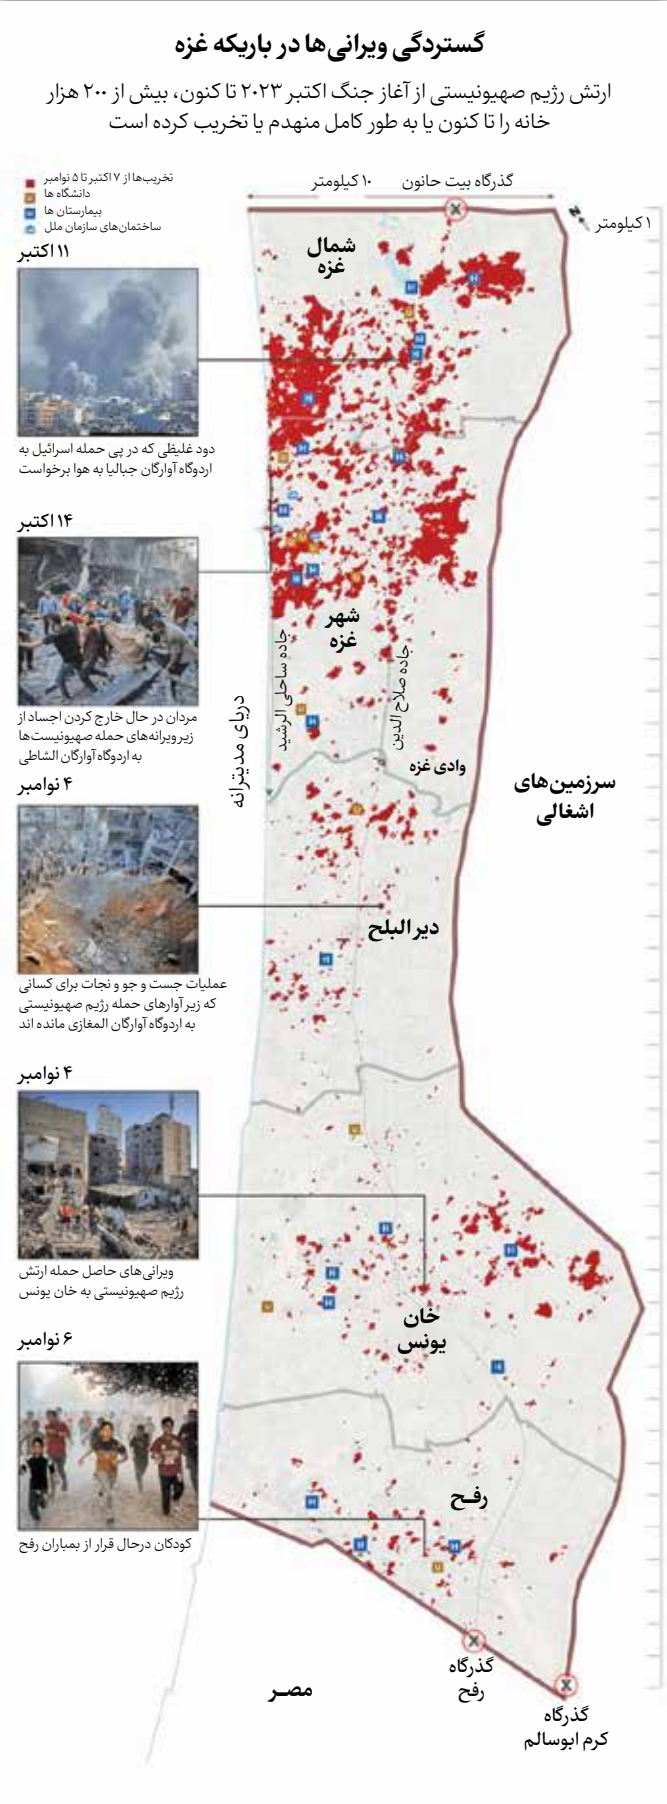 گستردگی ویرانی‌ها در باریکه غزه
ارتش رژیم صهیونیستی از آغاز جنگ اکتبر ۲۰۲۳ تا کنون، بیش از ۲۰۰ هزار
خانه را تا کنون یا به طور کامل منهدم یا تخریب کرده است
تخریب‌ها از ۷ اکتبر تا ۵ نوامبر
دانشگاه ها
بیمارستان ها
ساختمان‌های سازمان ملل
۱۰ کیلومتر
گذرگاه بیت حانون
۱ کیلومتر
شمال
غزه
۱۱ اکتبر
دود غلیظی که در پی حمله اسرائیل به
اردوگاه آوارگان جبالیا به هوا برخواست
۱۴ اکتبر
مردان در حال خارج کردن اجساد از
زیر ویرانه‌های حمله صهیونیست‌ها
به اردوگاه آوارگان الشاطی
شهر
غزه
جاده ساحلی الرشید
جاده صلاح الدین
دریای مدیترانه
وادی غزه
سرزمین‌های
اشغالی
۴ نوامبر
عملیات جست و جو و نجات برای کسانی
که زیر آوارهای حمله رژیم صهیونیستی
به اردوگاه آوارگان المغازی مانده اند
دیر البلح
۴ نوامبر
ویرانی‌های حاصل حمله ارتش
رژیم صهیونیستی به خان یونس
خان
یونس
۶ نوامبر
کودکان درحال قرار از بمباران رفح
رفح
گذرگاه
رفح
مصر
گذرگاه
کرم ابوسالم